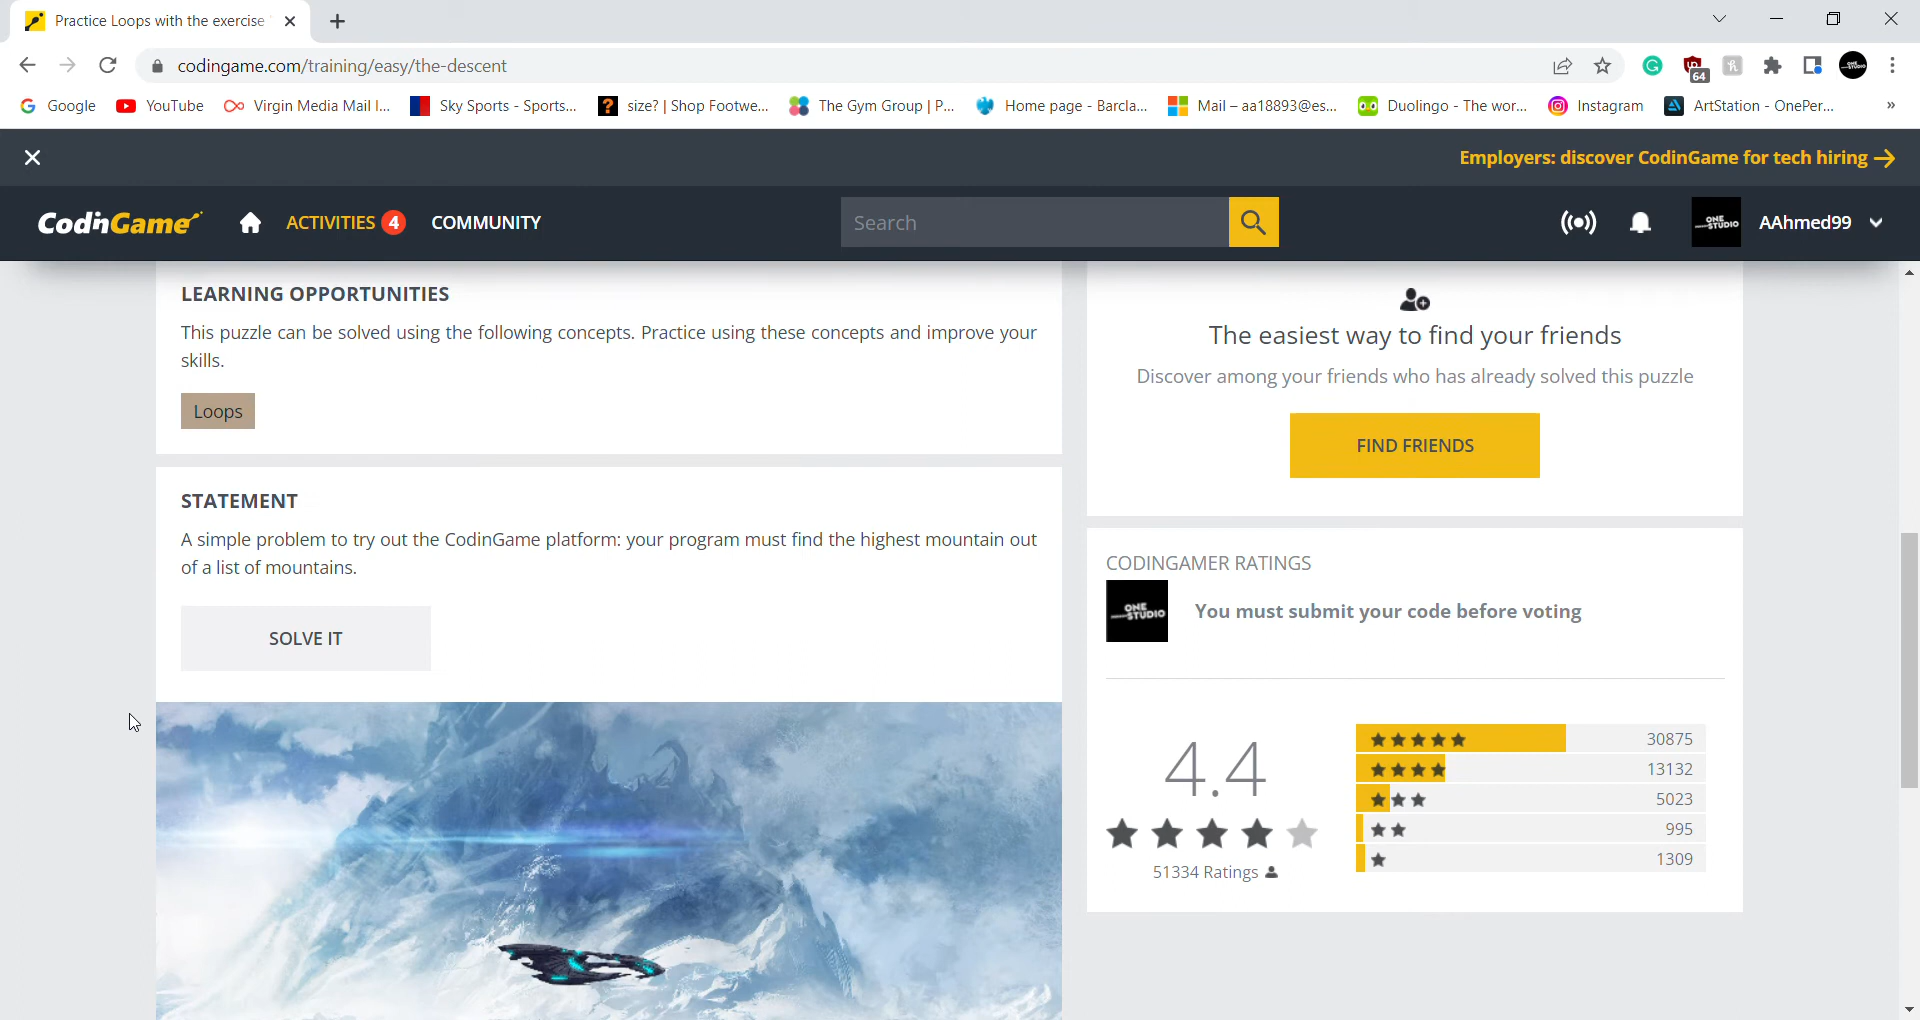 Practice Loops with the exercise
codingame.com/training/easy/the-descent
64
Google YouTube Virgin Media Mail I... Sky Sports - Sports... size? | Shop Footwe... The Gym Group | P... Home page - Barcla... Mail – aa18893@es... Duolingo - The wor... Instagram ArtStation - OnePer... »
Employers: discover CodinGame for tech hiring
CodinGame ACTIVITIES 4 COMMUNITY Search AAhmed99
LEARNING OPPORTUNITIES
This puzzle can be solved using the following concepts. Practice using these concepts and improve your
skills.
Loops
STATEMENT
A simple problem to try out the CodinGame platform: your program must find the highest mountain out
of a list of mountains.
SOLVE IT
The easiest way to find your friends
Discover among your friends who has already solved this puzzle
FIND FRIENDS
CODINGAMER RATINGS
ONE
STUDIO
You must submit your code before voting
4.4
51334 Ratings
30875
13132
5023
995
1309